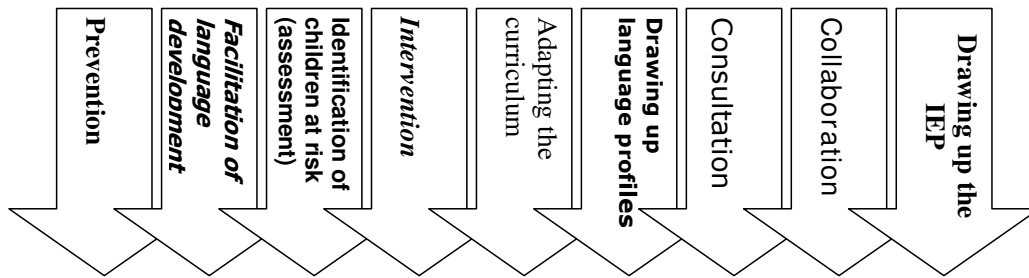 Prevention
Facilitation of
language
development
Identification of
children at risk
(assessment)
Intervention
Adapting the
curriculum
Drawing up
language profiles
Consultation
Collaboration
Drawing up the
IEP